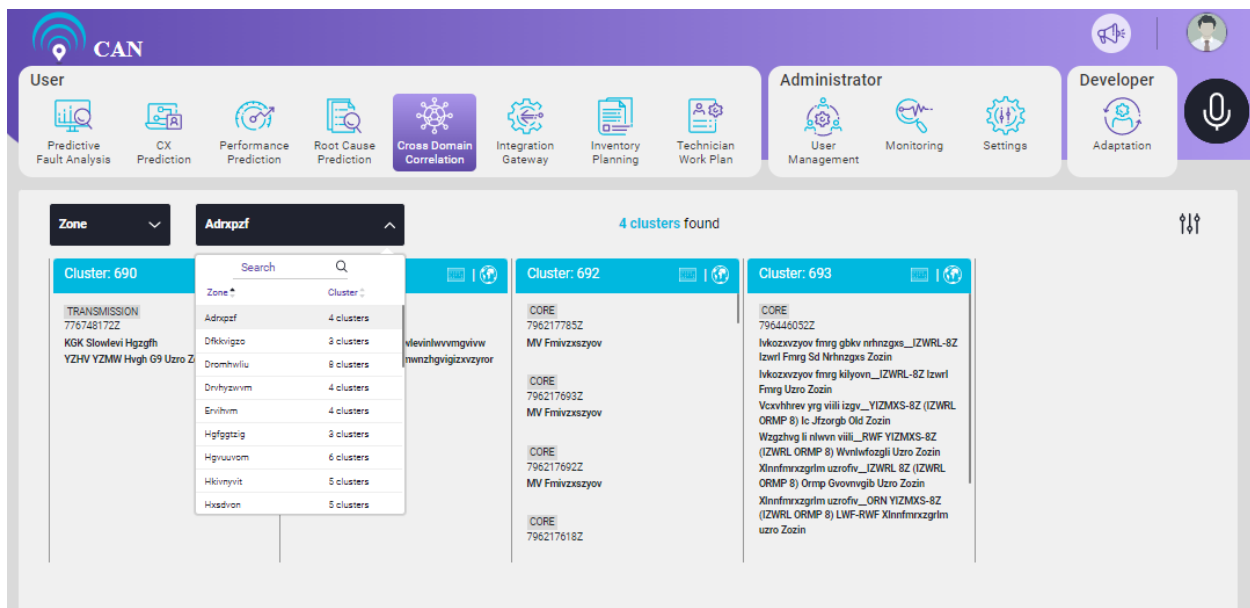 CAN
User
Administrator
Developer
Predictive
Fault Analysis
CX
Prediction
Performance
Prediction
Root Cause
Prediction
Cross Domain
Correlation
Integration
Gateway
Inventory
Planning
Technician
Work Plan
User
Management
Monitoring
Settings
Adaptation
Zone
Adrxpzf
4 clusters found
Cluster: 690
TRANSMISSION
776748172Z
KGK Slowlevi Hgzgfh
YZHV YZMW Hvgh G9 Uzro
Search
Zone Cluster
Adrxpzf 4 clusters
Dfkkvigzo 3 clusters
Dromhwliu 8 clusters
Drvhyzwvm 4 clusters
Ervihvm 4 clusters
Hgfggtzig 3 clusters
Hgvuuvom 6 clusters
Hkivnyvit 5 clusters
Hxsdvon 5 clusters
Cluster: 692
CORE
796217785Z
MV Fmivzxszyov
CORE
796217693Z
MV Fmivzxszyov
CORE
796217692Z
MV Fmivzxszyov
CORE
796217618Z
Cluster: 693
CORE
796446052Z
Ivkozxvzyov fmrg gbkv nrhnzgxs__IZWRL-8Z
Izwrl Fmrg Sd Nrhnzgxs Zozin
Ivkozxvzyov fmrg kilyovn__IZWRL-8Z Izwrl
Fmrg Uzro Zozin
Vcxvhhrev yrg viili izgv__YIZMXS-8Z (IZWRL
ORMP 8) Ic Jfzorgb Old Zozin
Wzgzhvg li nlwvn viili__RWF YIZMXS-8Z
(IZWRL ORMP 8) Wvnlwfozgli Uzro Zozin
Xlnnfmrxzgrlm uzrofiv__IZWRL 8Z (IZWRL
ORMP 8) Ormp Gvovnvgib Uzro Zozin
Xlnnfmrxzgrlm uzrofiv__ORN YIZMXS-8Z
(IZWRL ORMP 8) LWF-RWF Xlnnfmrxzgrlm
uzro Zozin